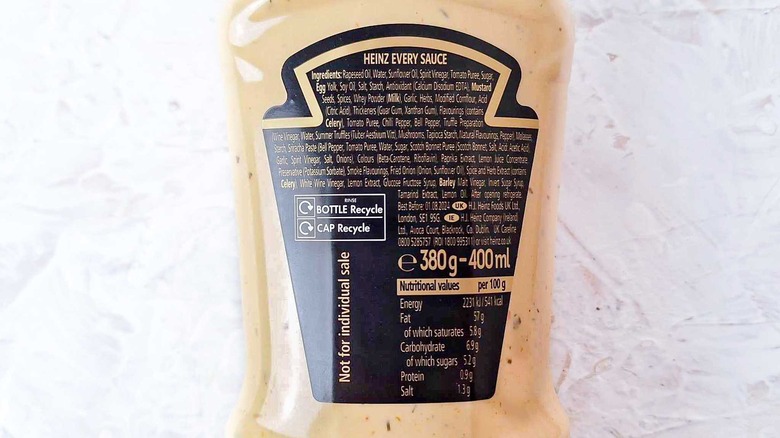 HEINZ EVERY SAUCE
Ingredients: Rapeseed Oil, Water, Sunflower Oil, Spirit Vinegar, Tomato Puree, Sugar,
Egg Yolk, Soy Oil, Salt, Starch, Antioxidant (Calcium Disodium EDTA), Mustard
Seeds, Spices, Whey Powder (Milk), Garlic, Herbs, Modified Cornflour, Acid
(Citric Acid), Thickeners (Guar Gum, Xanthan Gum), Flavourings (contains
Celery), Tomato Puree, Chilli Pepper, Bell Pepper, Truffle Preparation
(Wine Vinegar, Water, Summer Truffles (Tuber Aestivum Vitt), Mushrooms, Tapioca Starch, Natural Flavourings, Pepper), Molasses,
Starch, Sriracha Paste (Bell Pepper, Tomato Puree, Water, Sugar, Scotch Bonnet Puree (Scotch Bonnet, Salt, Acid: Acetic Acid),
Garlic, Spirit Vinegar, Salt, Onions), Colours (Beta-Carotene, Riboflavin), Paprika Extract, Lemon Juice Concentrate,
Preservative (Potassium Sorbate), Smoke Flavourings, Fried Onion (Onion, Sunflower Oil), Spice and Herb Extract (contains
Celery), White Wine Vinegar, Lemon Extract, Glucose Fructose Syrup, Barley Malt Vinegar, Invert Sugar Syrup,
Tamarind Extract, Lemon Oil. After opening refrigerate.
Best Before: 01.08.2024 UK H.J. Heinz Foods UK Ltd,
London, SE1 9SG. IE H.J. Heinz Company (Ireland)
Ltd, Avoca Court, Blackrock, Co. Dublin. UK Careline
0800 5285757 (ROI 1800 995311) or visit heinz.co.uk
RINSE
BOTTLE Recycle
CAP Recycle
Not for individual sale
e 380g-400ml
Nutritional values per 100 g
Energy 2231 kJ/541 kcal
Fat 57g
of which saturates 5.8g
Carbohydrate 6.9g
of which sugars 5.2g
Protein 0.9g
Salt 1.3g